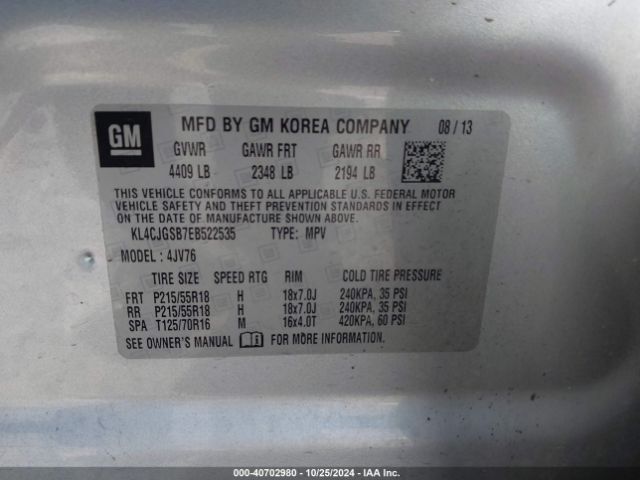 GM MFD BY GM KOREA COMPANY 08 / 13
GVWR GAWR FRT GAWR RR
4409 LB 2348 LB 2194 LB
THIS VEHICLE CONFORMS TO ALL APPLICABLE U.S. FEDERAL MOTOR
VEHICLE SAFETY AND THEFT PREVENTION STANDARDS IN EFFECT ON
THE DATE OF MANUFACTURE SHOWN ABOVE.
KL4CJGSB7EB522535 TYPE: MPV
MODEL : 4JV76
TIRE SIZE SPEED RTG RIM COLD TIRE PRESSURE
FRT P215/55R18 H 18x7.0J 240KPA, 35 PSI
RR P215/55R18 H 18x7.0J 240KPA, 35 PSI
SPA T125/70R16 M 16x4.0T 420KPA, 60 PSI
SEE OWNER'S MANUAL FOR MORE INFORMATION.
000-40702980 - 10/25/2024 - IAA Inc.